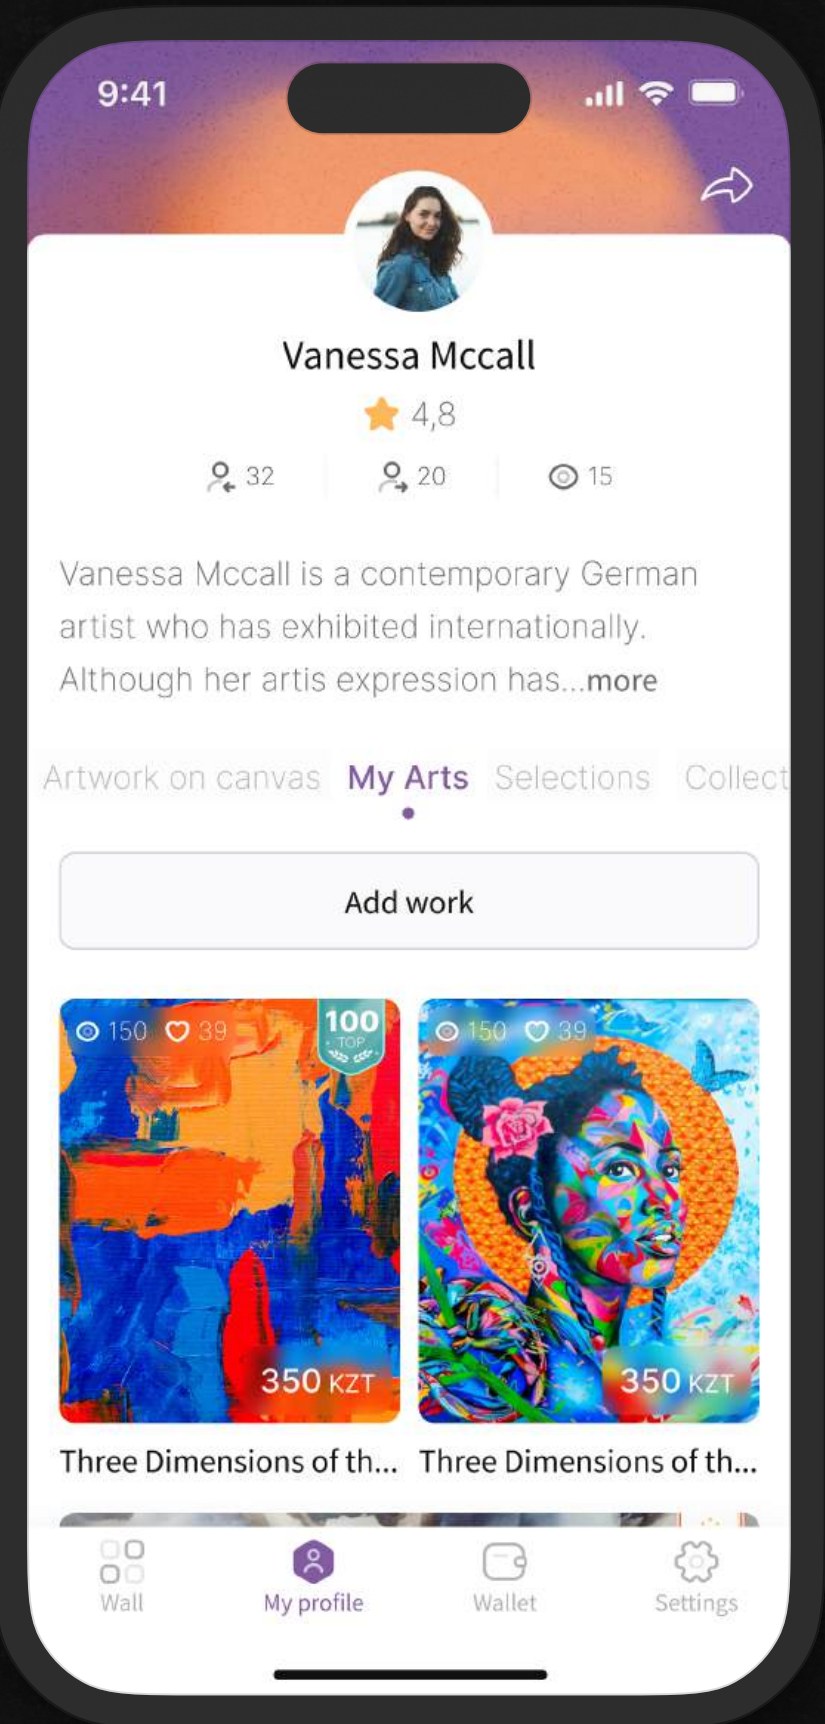 9:41
Vanessa Mccall
4,8
32
20
15
Vanessa Mccall is a contemporary German
artist who has exhibited internationally.
Although her artis expression has...more
Artwork on canvas My Arts Selections Collect
Add work
150 39 100 TOP
150 39
350 KZT
350 KZT
Three Dimensions of th...
Three Dimensions of th...
Wall
My profile
Wallet
Settings